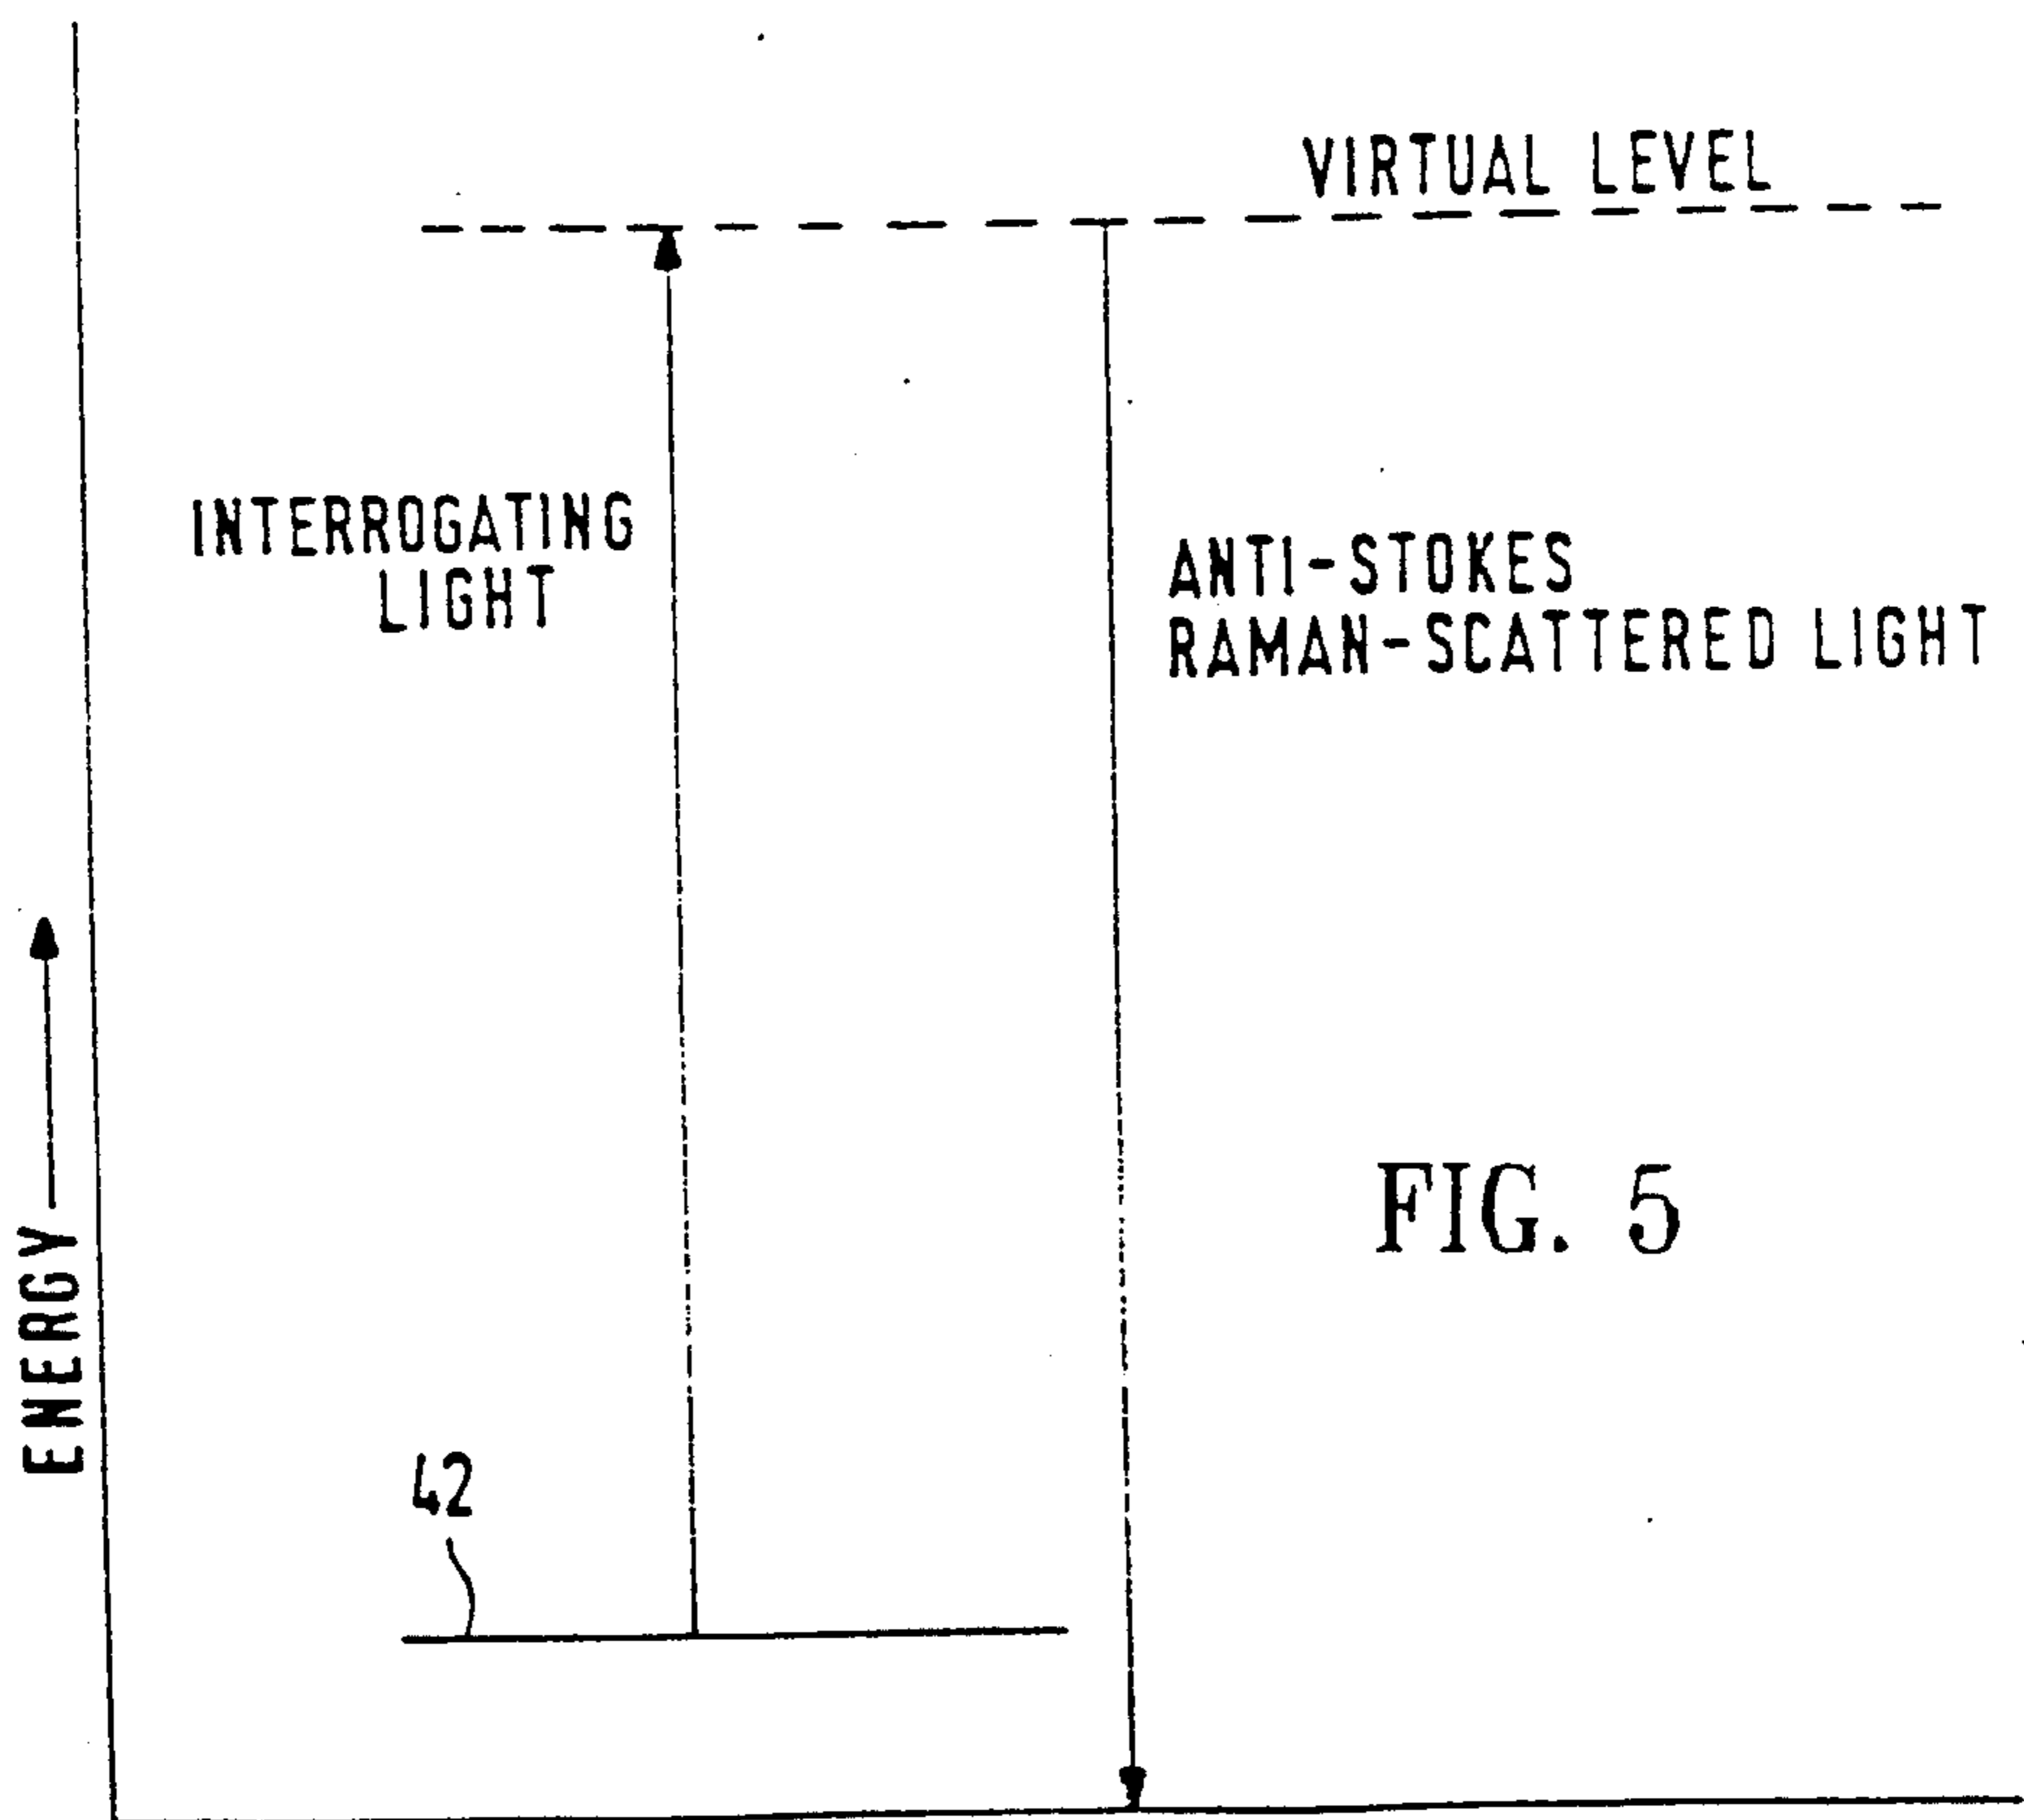 VIRTUAL LEVEL
INTERROGATING
LIGHT
ANTI-STOKES
RAMAN-SCATTERED LIGHT
ENERGY
FIG. 5
42